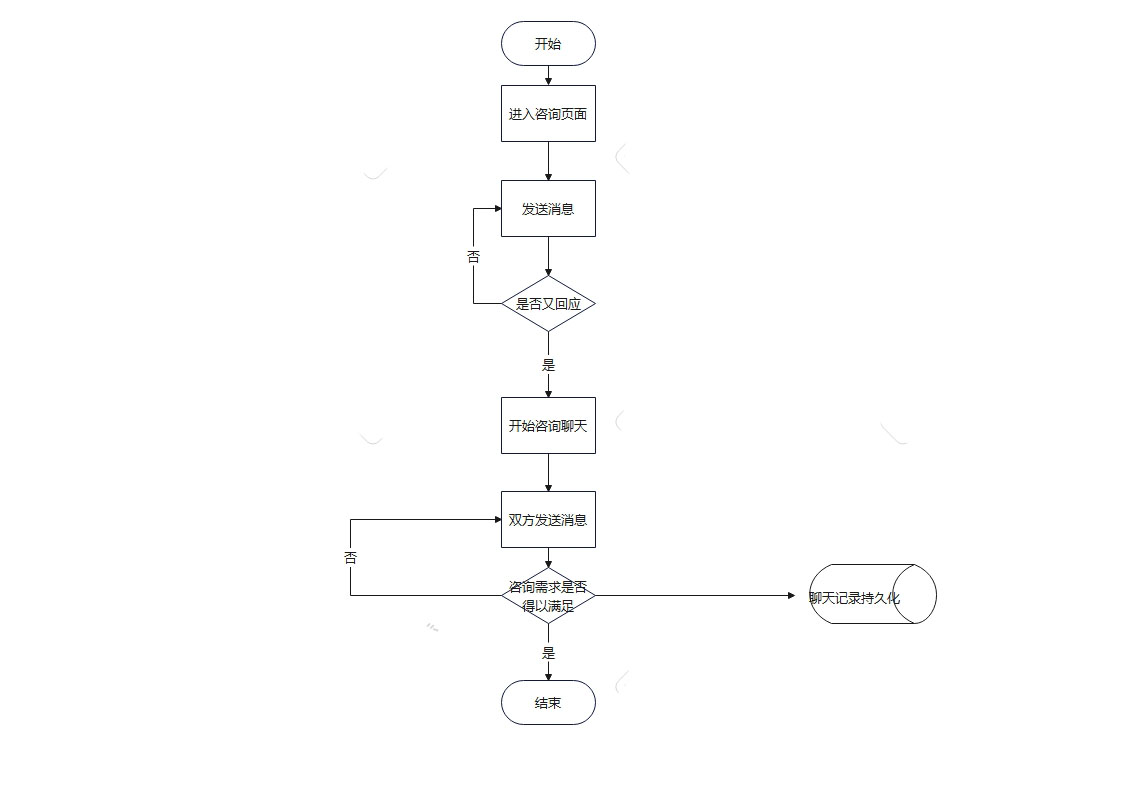 开始
进入咨询页面
发送消息
否
是否又回应
是
开始咨询聊天
双方发送消息
否
咨询需求是否
得以满足
聊天记录持久化
是
结束